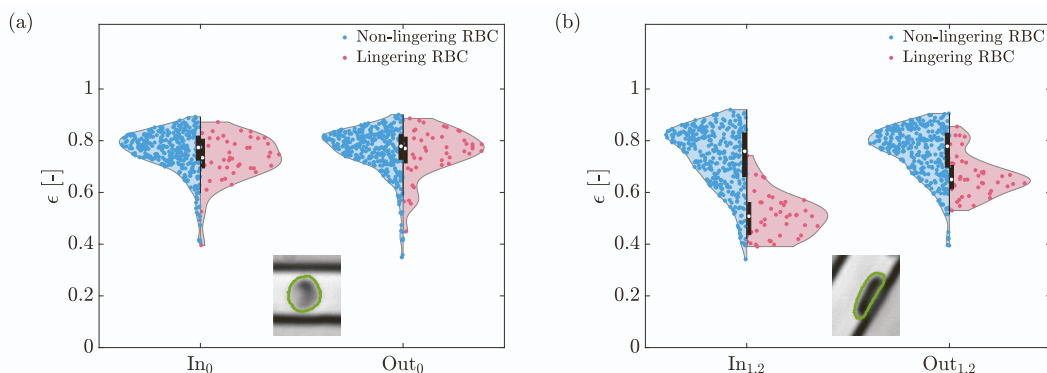 (a)
Non-lingering RBC
Lingering RBC
1
0.8
0.6
0.4
0.2
0
ϵ [-]
In₀
Out₀
(b)
Non-lingering RBC
Lingering RBC
1
0.8
0.6
0.4
0.2
0
ϵ [-]
In₁.₂
Out₁.₂